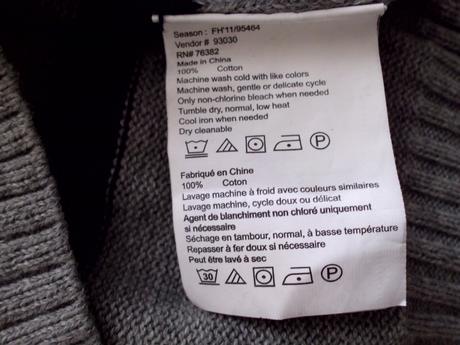 Season : FH'11/95464
Vendor # 93030
RN# 76382
Made in China
100% Cotton
Machine wash cold with like colors
Machine wash, gentle or delicate cycle
Only non-chlorine bleach when needed
Tumble dry, normal, low heat
Cool iron when needed
Dry cleanable
P
Fabriqué en Chine
100% Coton
Lavage machine à froid avec couleurs similaires
Lavage machine, cycle doux ou délicat
Agent de blanchiment non chloré uniquement
si nécessaire
Séchage en tambour, normal, à basse température
Repasser à fer doux si nécessaire
Peut être lavé à sec
30 P